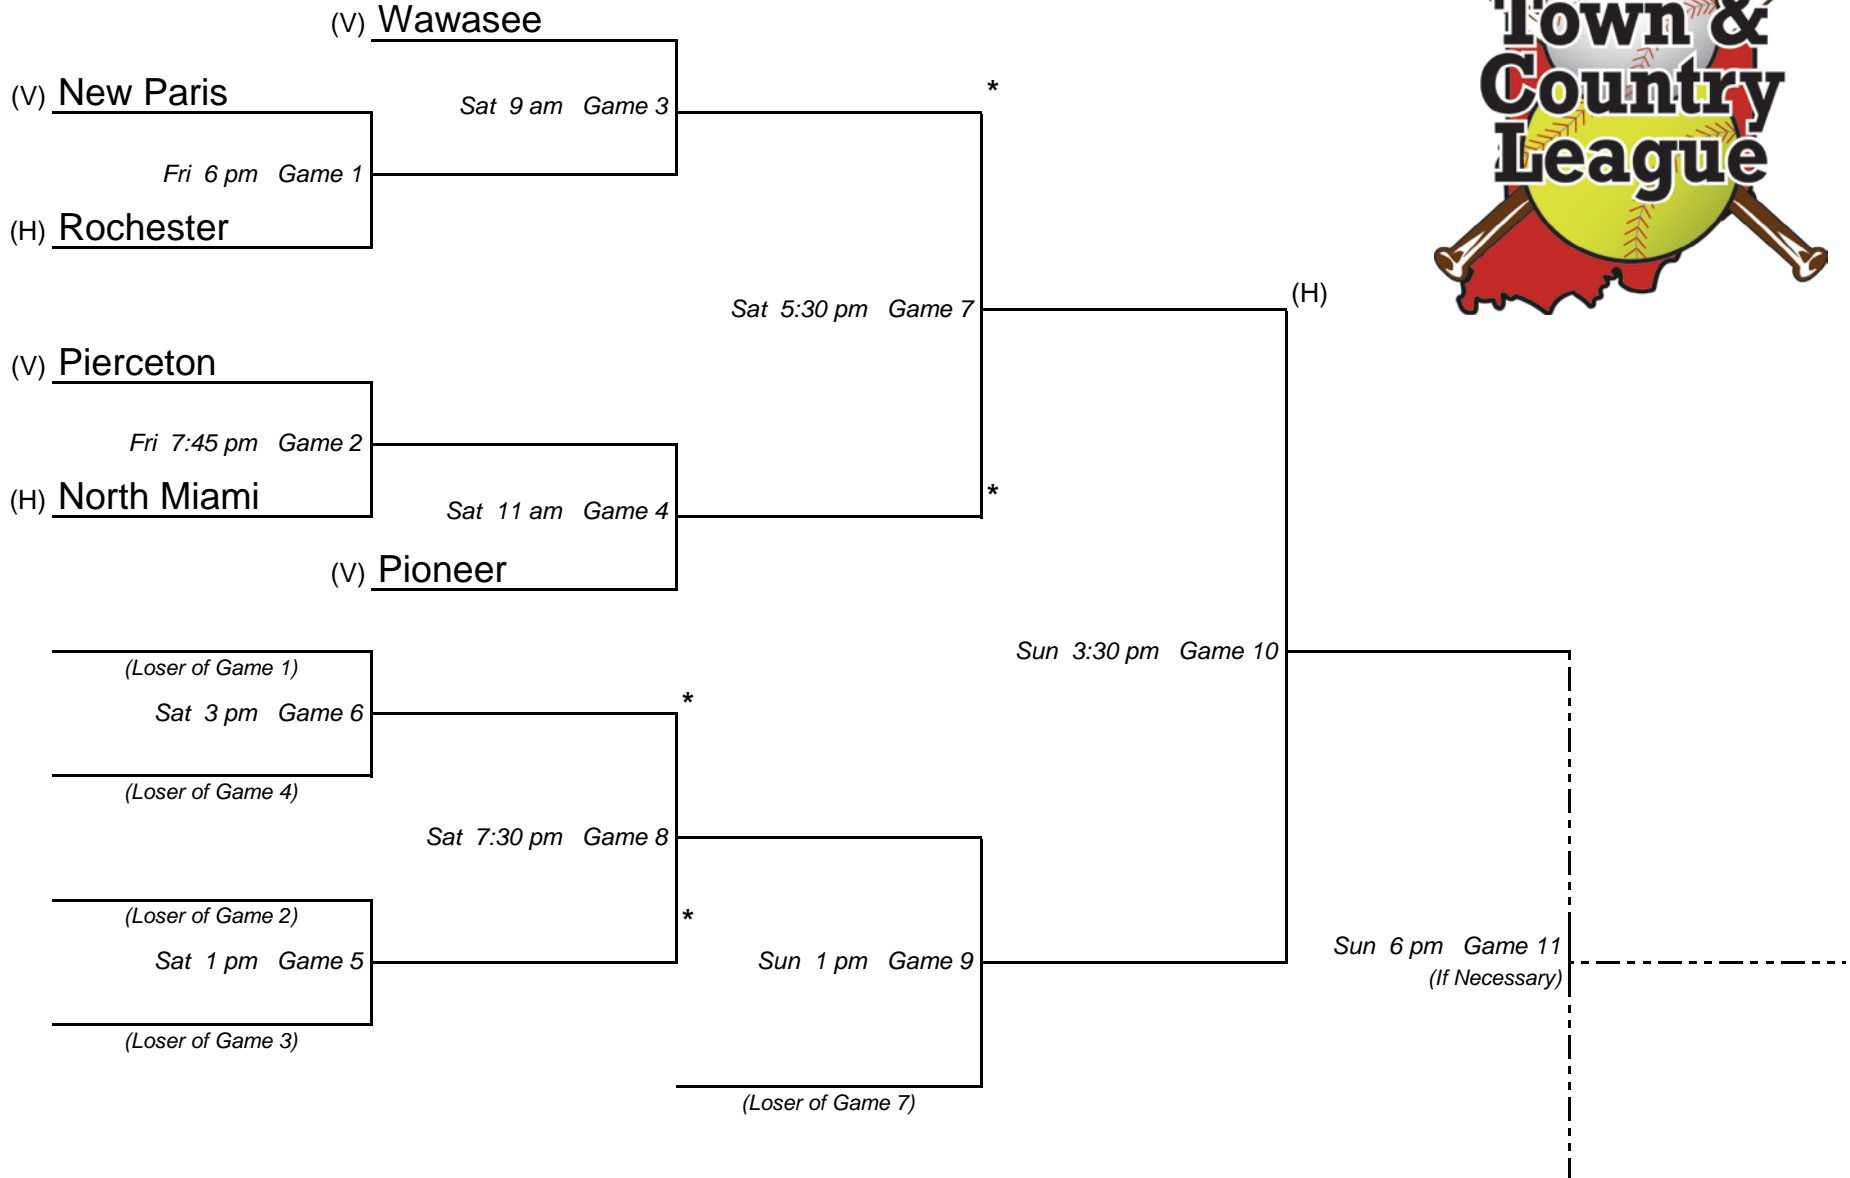 (V) Wawasee
Town &
Country
League
(V) New Paris
Sat 9 am Game 3
*
Fri 6 pm Game 1
(H) Rochester
Sat 5:30 pm Game 7
(H)
(V) Pierceton
Fri 7:45 pm Game 2
(H) North Miami
Sat 11 am Game 4
*
(V) Pioneer
(Loser of Game 1)
Sun 3:30 pm Game 10
Sat 3 pm Game 6
*
(Loser of Game 4)
Sat 7:30 pm Game 8
(Loser of Game 2)
*
Sat 1 pm Game 5
Sun 1 pm Game 9
Sun 6 pm Game 11
(If Necessary)
(Loser of Game 3)
(Loser of Game 7)